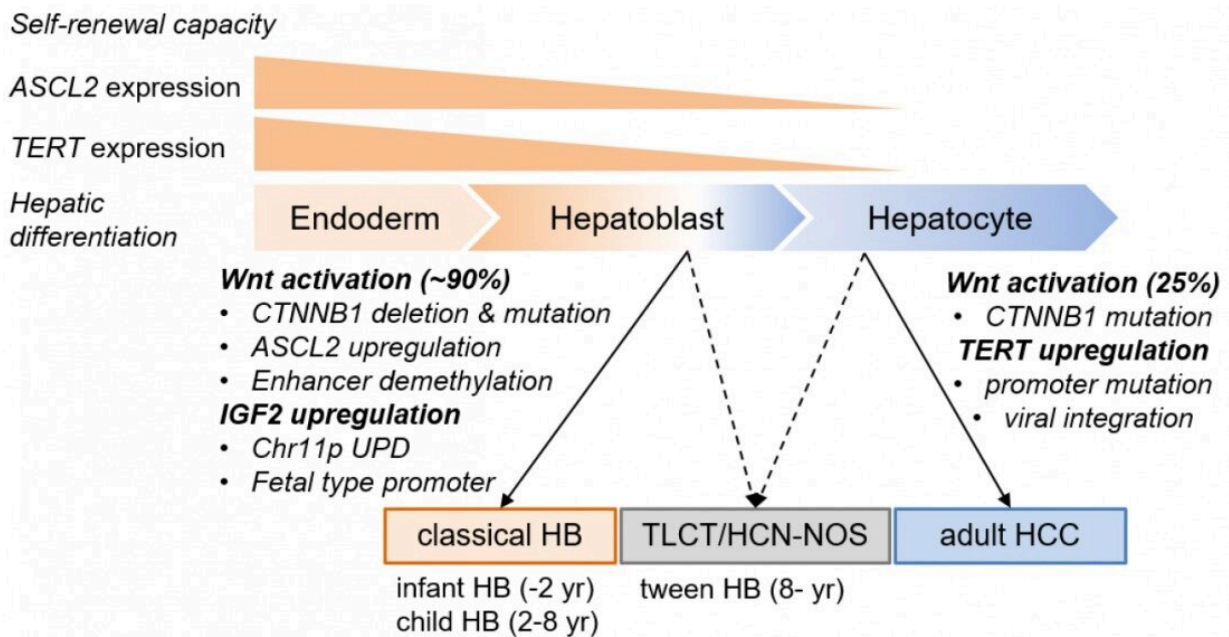 Self-renewal capacity
ASCL2 expression
TERT expression
Hepatic
differentiation
Endoderm
Hepatoblast
Hepatocyte
Wnt activation (~90%)
• CTNNB1 deletion & mutation
• ASCL2 upregulation
• Enhancer demethylation
IGF2 upregulation
• Chr11p UPD
• Fetal type promoter
Wnt activation (25%)
• CTNNB1 mutation
TERT upregulation
• promoter mutation
• viral integration
classical HB
TLCT/HCN-NOS
adult HCC
infant HB (-2 yr)
child HB (2-8 yr)
tween HB (8- yr)